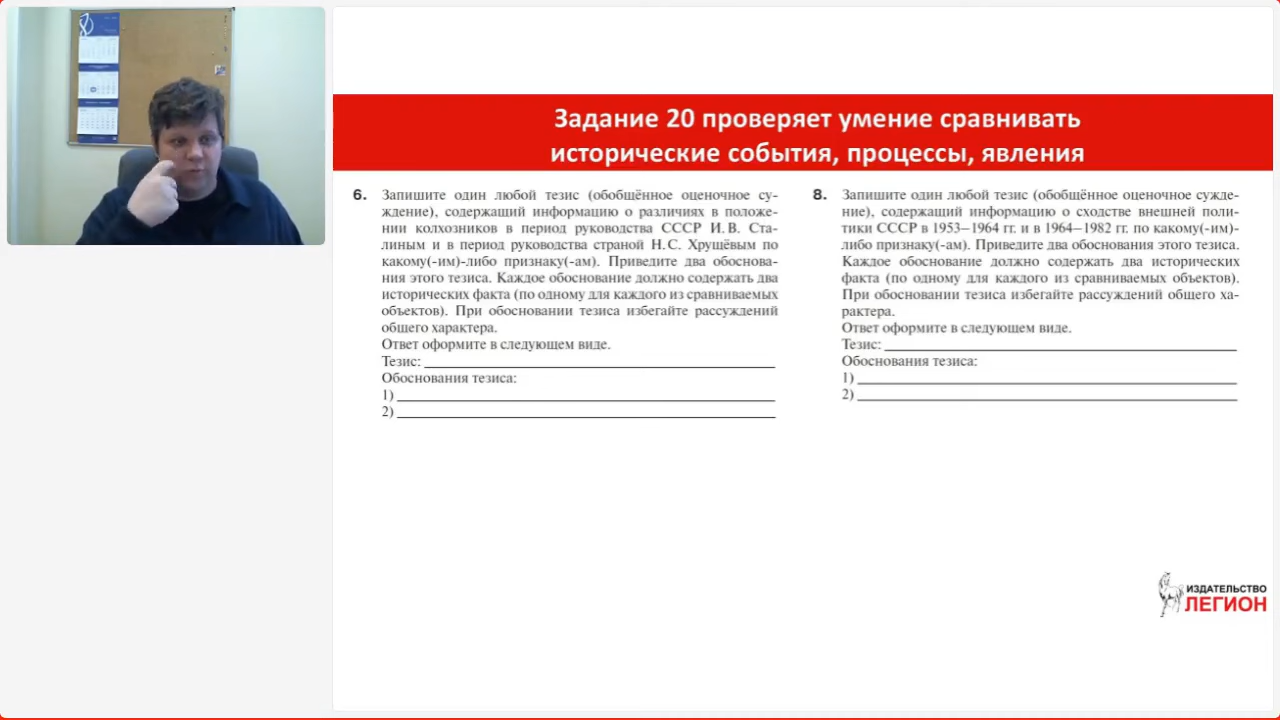 Задание 20 проверяет умение сравнивать
исторические события, процессы, явления
6. Запишите один любой тезис (обобщённое оценочное су-
ждение), содержащий информацию о различиях в положе-
нии колхозников в период руководства СССР И. В. Ста-
линым и в период руководства страной Н. С. Хрущёвым по
какому(-им)-либо признаку(-ам). Приведите два обоснова-
ния этого тезиса. Каждое обоснование должно содержать два
исторических факта (по одному для каждого из сравниваемых
объектов). При обосновании тезиса избегайте рассуждений
общего характера.
Ответ оформите в следующем виде.
Тезис:
Обоснования тезиса:
1)
2)
8. Запишите один любой тезис (обобщённое оценочное сужде-
ние), содержащий информацию о сходстве внешней поли-
тики СССР в 1953–1964 гг. и в 1964–1982 гг. по какому(-им)-
либо признаку(-ам). Приведите два обоснования этого тезиса.
Каждое обоснование должно содержать два исторических
факта (по одному для каждого из сравниваемых объектов).
При обосновании тезиса избегайте рассуждений общего ха-
рактера.
Ответ оформите в следующем виде.
Тезис:
Обоснования тезиса:
1)
2)
ИЗДАТЕЛЬСТВО
ЛЕГИОН